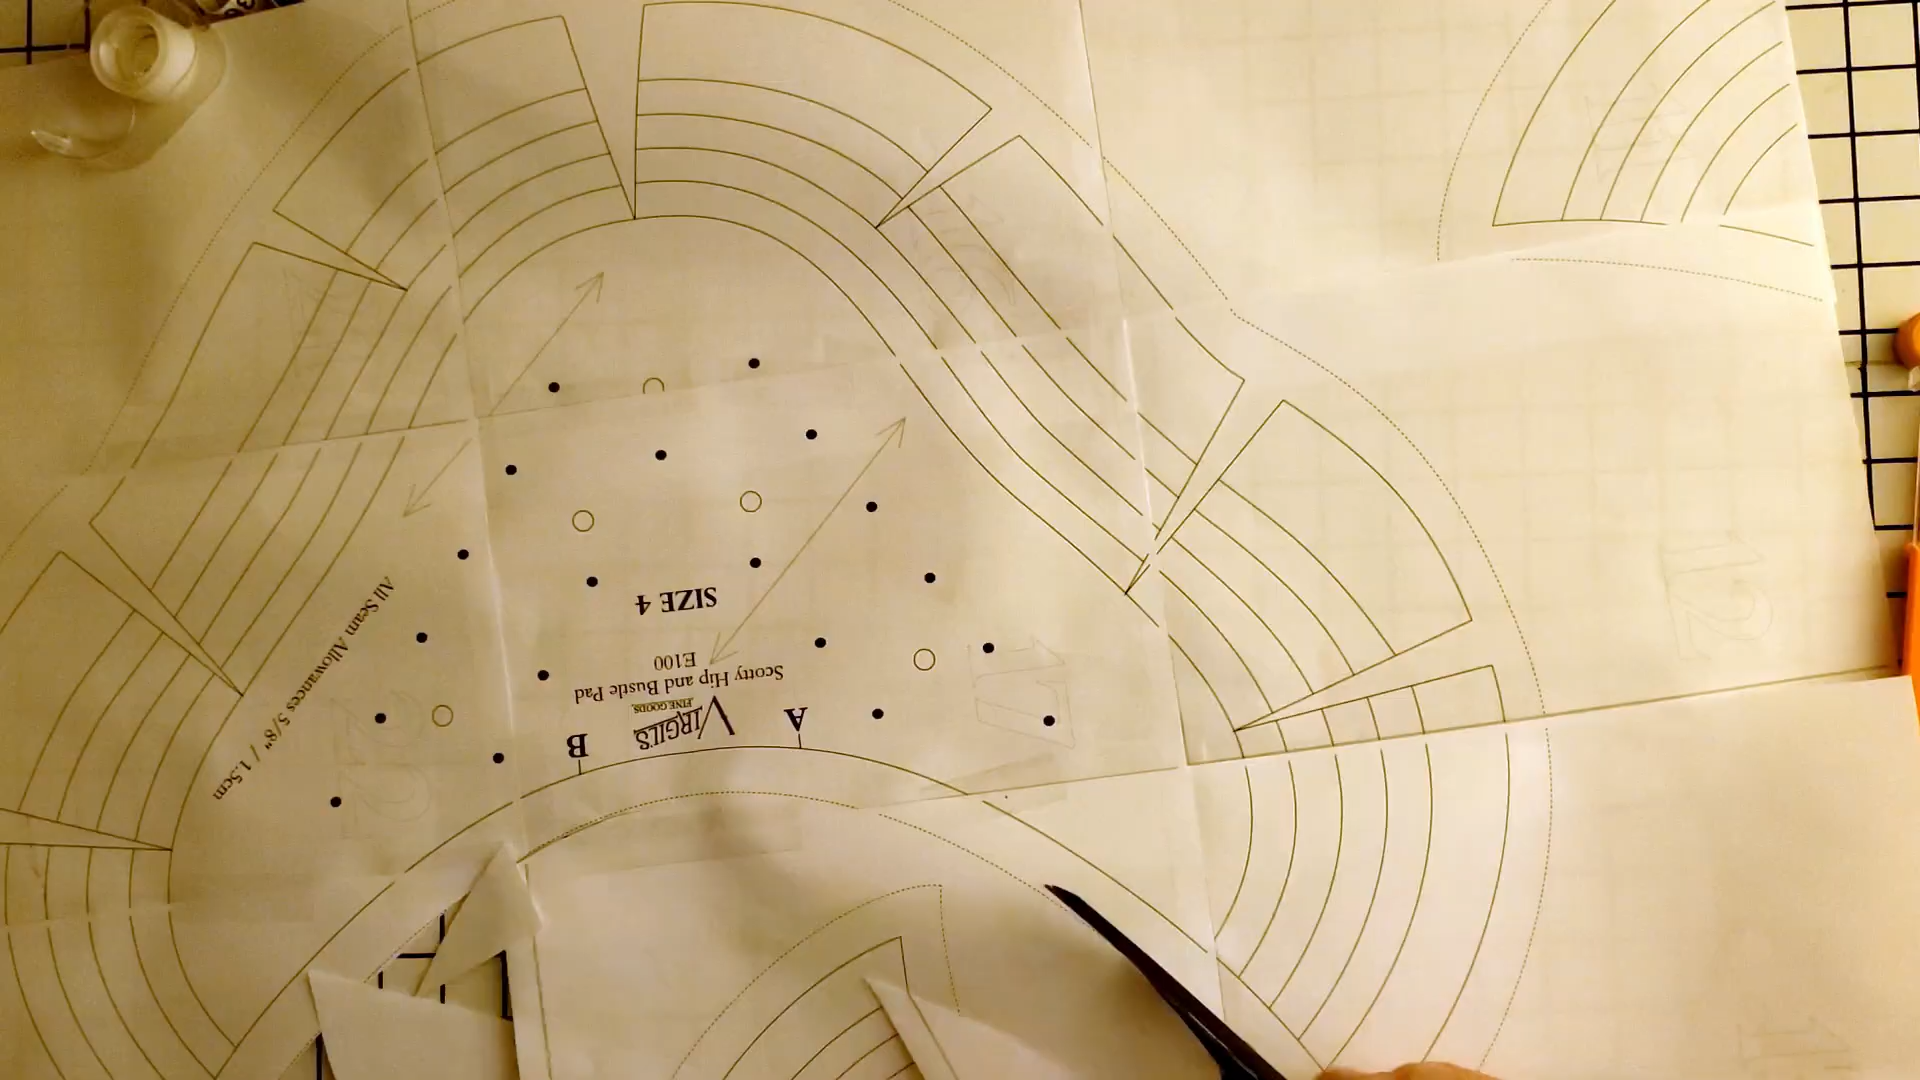 B
A
VIRGIL'S
FINE GOODS
Scotty Hip and Bustle Pad
E100
SIZE 4
All Seam Allowances 5/8" / 1.5cm